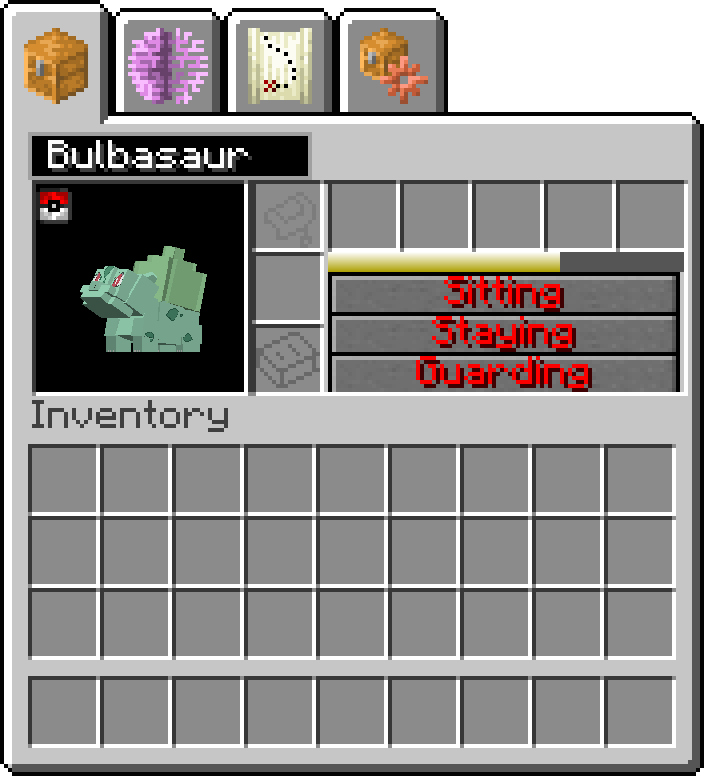 Bulbasaur
Sitting
Staying
Guarding
Inventory